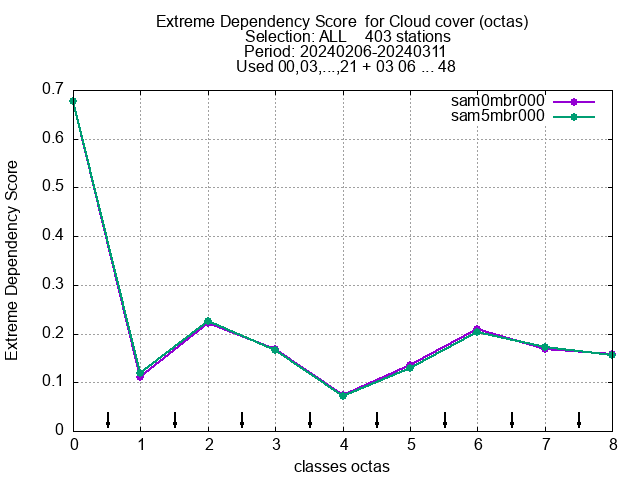 Extreme Dependency Score  for Cloud cover (octas)
Selection: ALL    403 stations
Period: 20240206-20240311
Used 00,03,...,21 + 03 06 ... 48
sam0mbr000
sam5mbr000
Extreme Dependency Score
0.7
0.6
0.5
0.4
0.3
0.2
0.1
0
0 1 2 3 4 5 6 7 8
classes octas